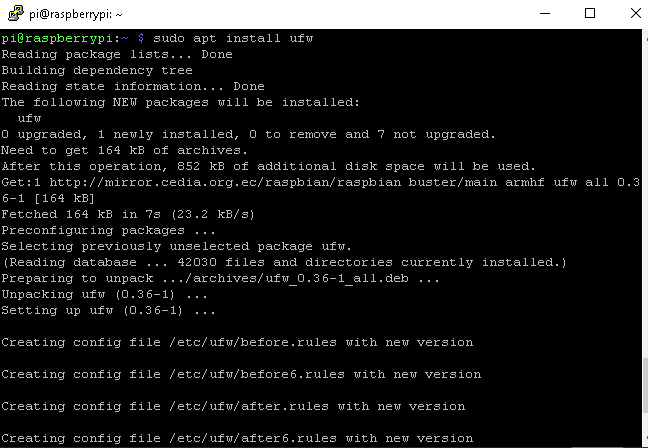 pi@raspberrypi: ~
pi@raspberrypi:~ $ sudo apt install ufw
Reading package lists... Done
Building dependency tree
Reading state information... Done
The following NEW packages will be installed:
  ufw
0 upgraded, 1 newly installed, 0 to remove and 7 not upgraded.
Need to get 164 kB of archives.
After this operation, 852 kB of additional disk space will be used.
Get:1 http://mirror.cedia.org.ec/raspbian/raspbian buster/main armhf ufw all 0.3
6-1 [164 kB]
Fetched 164 kB in 7s (23.2 kB/s)
Preconfiguring packages ...
Selecting previously unselected package ufw.
(Reading database ... 42030 files and directories currently installed.)
Preparing to unpack .../archives/ufw_0.36-1_all.deb ...
Unpacking ufw (0.36-1) ...
Setting up ufw (0.36-1) ...
Creating config file /etc/ufw/before.rules with new version
Creating config file /etc/ufw/before6.rules with new version
Creating config file /etc/ufw/after.rules with new version
Creating config file /etc/ufw/after6.rules with new version